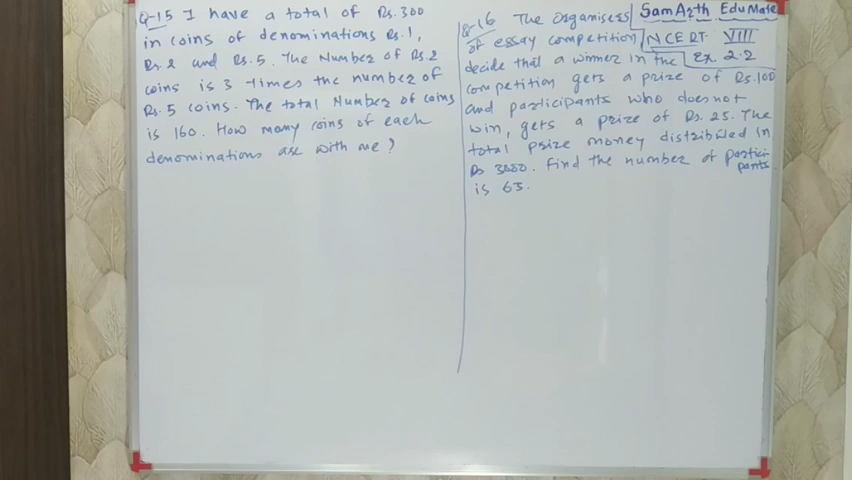 Q-15 I have a total of Rs.300
in coins of denominations Rs.1,
Rs.2 and Rs.5. The Number of Rs.2
coins is 3 times the number of
Rs.5 coins. The total Number of coins
is 160. How many coins of each
denominations are with me?
SamAzth EduMate
NCERT VIII
Ex. 2.2
Q-16 The Organisers
of essay competition
decide that a winner in the
competition gets a prize of Rs.100
and participants who does not
win, gets a prize of Rs.25. The
total prize money distributed in
Rs 3000. Find the number of partici-
pants
is 63.